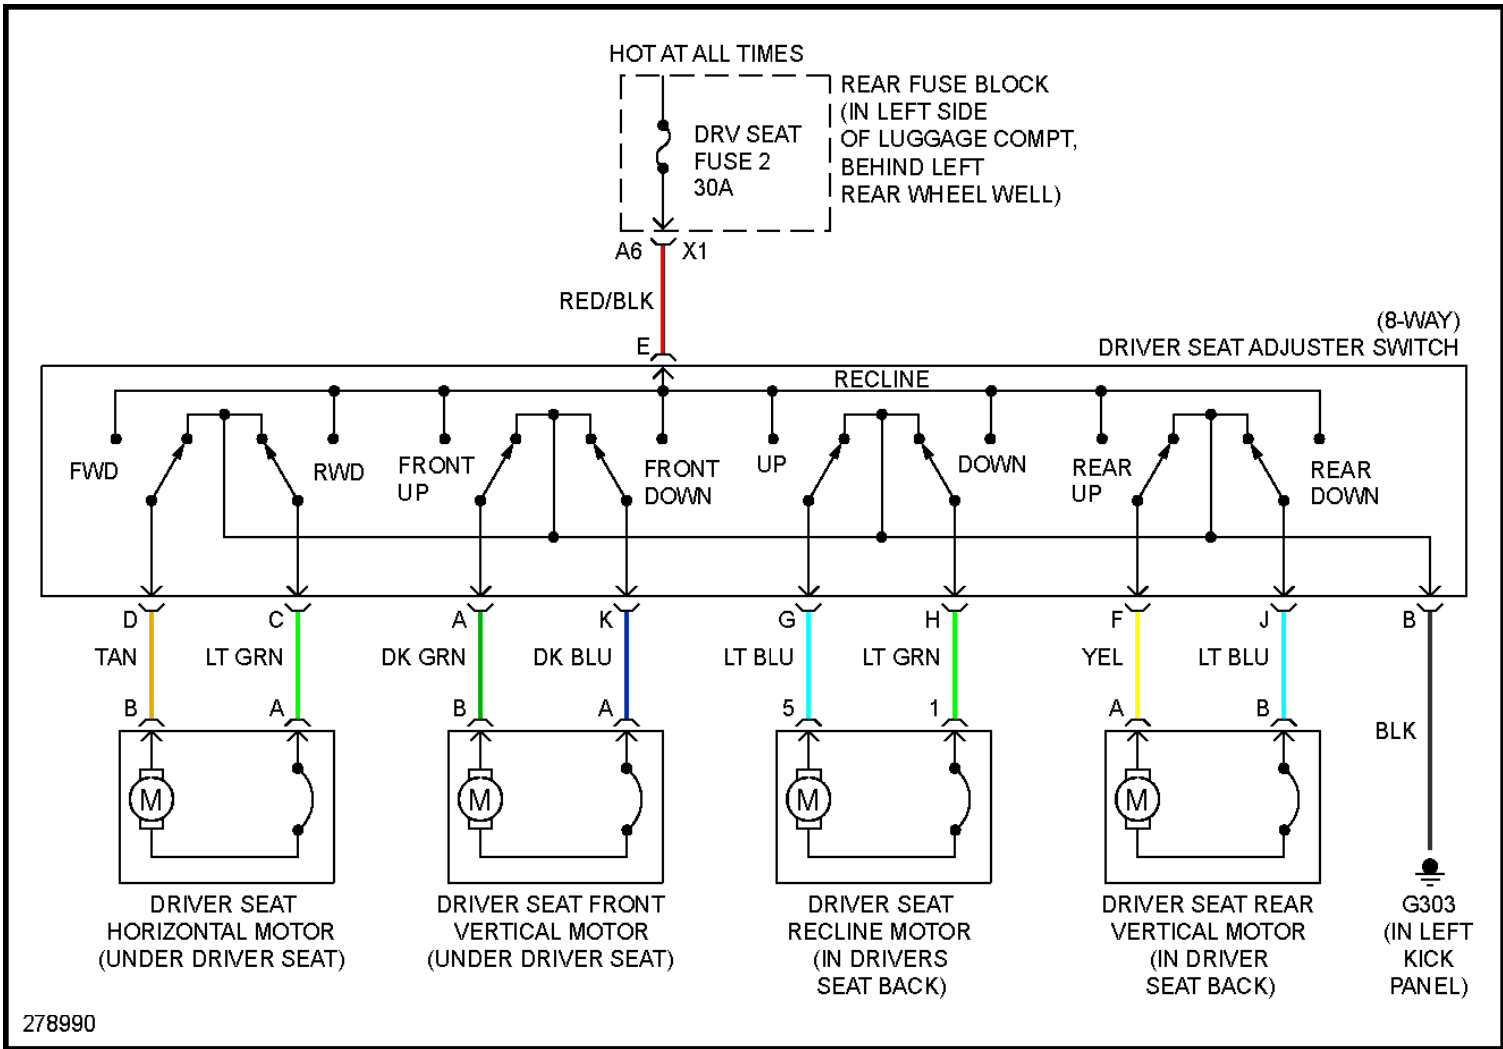 HOT AT ALL TIMES
DRV SEAT
FUSE 2
30A
REAR FUSE BLOCK
(IN LEFT SIDE
OF LUGGAGE COMPT,
BEHIND LEFT
REAR WHEEL WELL)
A6 X1
RED/BLK
E
(8-WAY)
DRIVER SEAT ADJUSTER SWITCH
RECLINE
FWD
RWD
FRONT
UP
FRONT
DOWN
UP
DOWN
REAR
UP
REAR
DOWN
D C A K G H F J B
TAN LT GRN DK GRN DK BLU LT BLU LT GRN YEL LT BLU
B A B A 5 1 A B
BLK
M M M M
DRIVER SEAT
HORIZONTAL MOTOR
(UNDER DRIVER SEAT)
DRIVER SEAT FRONT
VERTICAL MOTOR
(UNDER DRIVER SEAT)
DRIVER SEAT
RECLINE MOTOR
(IN DRIVERS
SEAT BACK)
DRIVER SEAT REAR
VERTICAL MOTOR
(IN DRIVER
SEAT BACK)
G303
(IN LEFT
KICK
PANEL)
278990